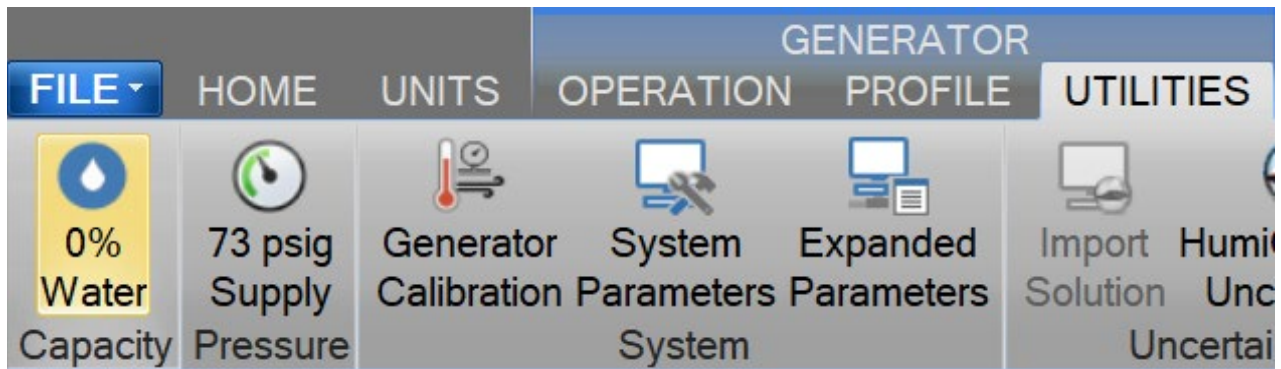 GENERATOR
FILE HOME UNITS OPERATION PROFILE UTILITIES
0% 73 psig Generator System Expanded Import
Water Supply Calibration Parameters Parameters Solution
Capacity Pressure System